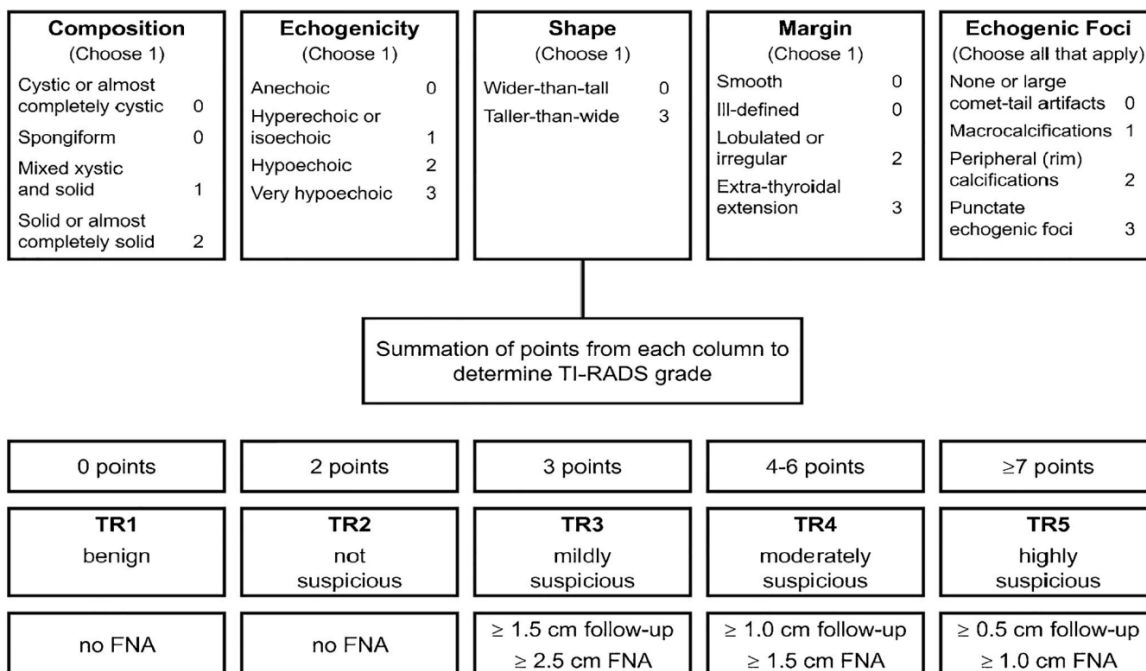 Composition
(Choose 1)
Cystic or almost
completely cystic 0
Spongiform 0
Mixed xystic
and solid 1
Solid or almost
completely solid 2
Echogenicity
(Choose 1)
Anechoic 0
Hyperechoic or
isoechoic 1
Hypoechoic 2
Very hypoechoic 3
Shape
(Choose 1)
Wider-than-tall 0
Taller-than-wide 3
Margin
(Choose 1)
Smooth 0
Ill-defined 0
Lobulated or
irregular 2
Extra-thyroidal
extension 3
Echogenic Foci
(Choose all that apply)
None or large
comet-tail artifacts 0
Macrocalcifications 1
Peripheral (rim)
calcifications 2
Punctate
echogenic foci 3
Summation of points from each column to
determine TI-RADS grade
0 points
2 points
3 points
4-6 points
≥7 points
TR1
benign
TR2
not
suspicious
TR3
mildly
suspicious
TR4
moderately
suspicious
TR5
highly
suspicious
no FNA
no FNA
≥ 1.5 cm follow-up
≥ 2.5 cm FNA
≥ 1.0 cm follow-up
≥ 1.5 cm FNA
≥ 0.5 cm follow-up
≥ 1.0 cm FNA